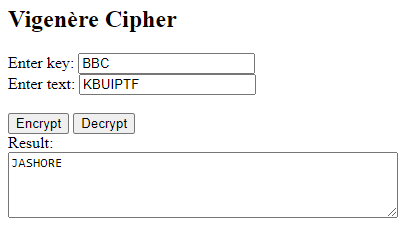 Vigenère Cipher
Enter key: BBC
Enter text: KBUIPTF
Encrypt Decrypt
Result:
JASHORE